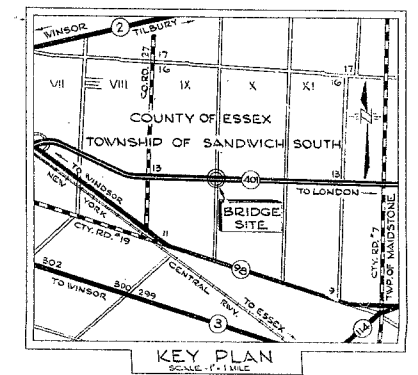 WINSOR
2
TILBURY
CO. RD. 27
17
16
17
16
VII
VIII
IX
X
XI
COUNTY OF ESSEX
TOWNSHIP OF SANDWICH SOUTH
11
13
401
13
TO LONDON
TO WINDSOR
NEW YORK CENTRAL RWY.
BRIDGE
SITE
CTY. RD. #19
11
98
CTY. RD. #7
TWP. OF MAIDSTONE
302
300
299
TO WINSOR
3
TO ESSEX
9
114
KEY PLAN
SCALE - 1" = 1 MILE